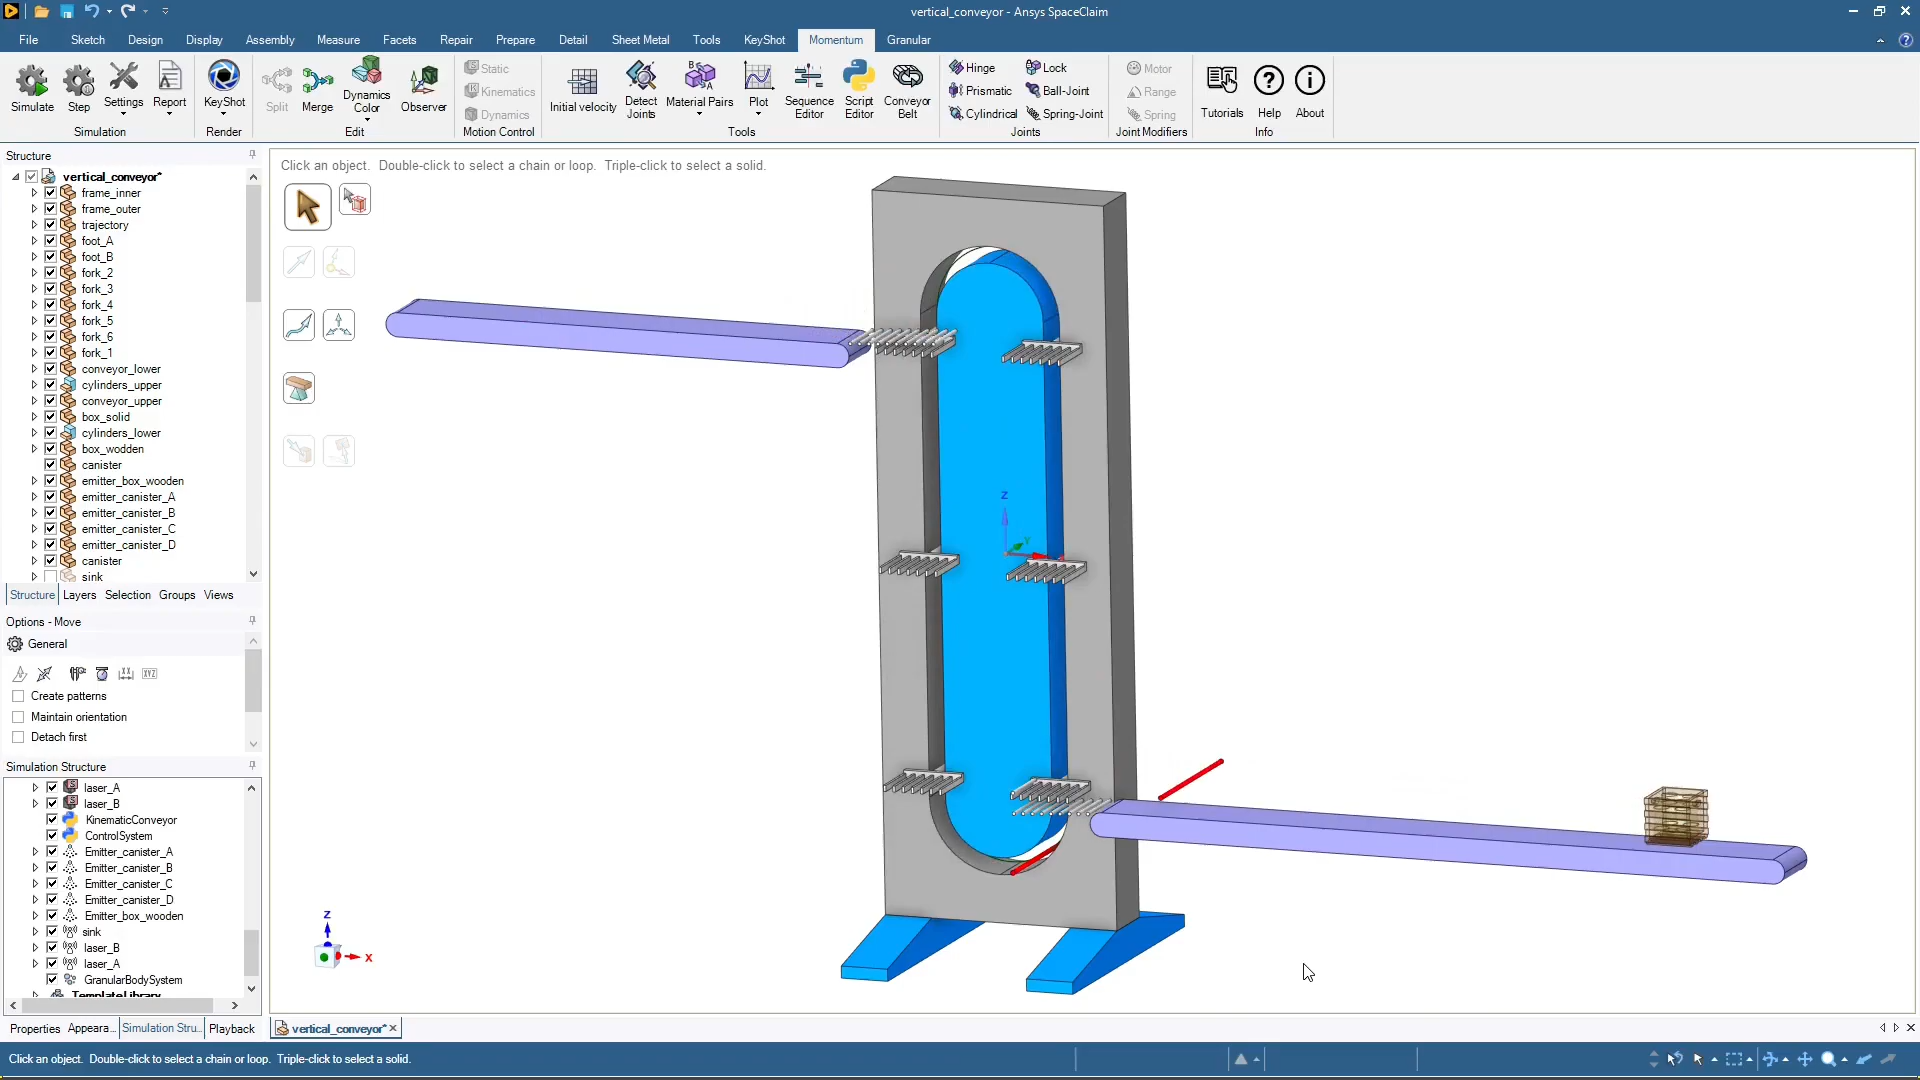 vertical_conveyor - Ansys SpaceClaim
File Sketch Design Display Assembly Measure Facets Repair Prepare Detail Sheet Metal Tools KeyShot Momentum Granular
Simulate Step Settings Report
Simulation
KeyShot
Render
Split Merge Dynamics Color Observer
Edit
Static
Kinematics
Dynamics
Motion Control
Initial velocity Detect Joints Material Pairs Plot Sequence Editor Script Editor Conveyor Belt
Tools
Hinge Lock
Prismatic Ball-Joint
Cylindrical Spring-Joint
Joints
Motor
Range
Spring
Joint Modifiers
Tutorials Help About
Info
Structure
vertical_conveyor*
frame_inner
frame_outer
trajectory
foot_A
foot_B
fork_2
fork_3
fork_4
fork_5
fork_6
fork_1
conveyor_lower
cylinders_upper
conveyor_upper
box_solid
cylinders_lower
box_wodden
canister
emitter_box_wooden
emitter_canister_A
emitter_canister_B
emitter_canister_C
emitter_canister_D
canister
sink
Structure Layers Selection Groups Views
Options - Move
General
XYZ
Create patterns
Maintain orientation
Detach first
Simulation Structure
laser_A
laser_B
KinematicConveyor
ControlSystem
Emitter_canister_A
Emitter_canister_B
Emitter_canister_C
Emitter_canister_D
Emitter_box_wooden
sink
laser_B
laser_A
GranularBodySystem
TemplateLibrary
Properties Appeara... Simulation Stru... Playback
Click an object. Double-click to select a chain or loop. Triple-click to select a solid.
Z
Y
Z
X
vertical_conveyor*
Click an object. Double-click to select a chain or loop. Triple-click to select a solid.